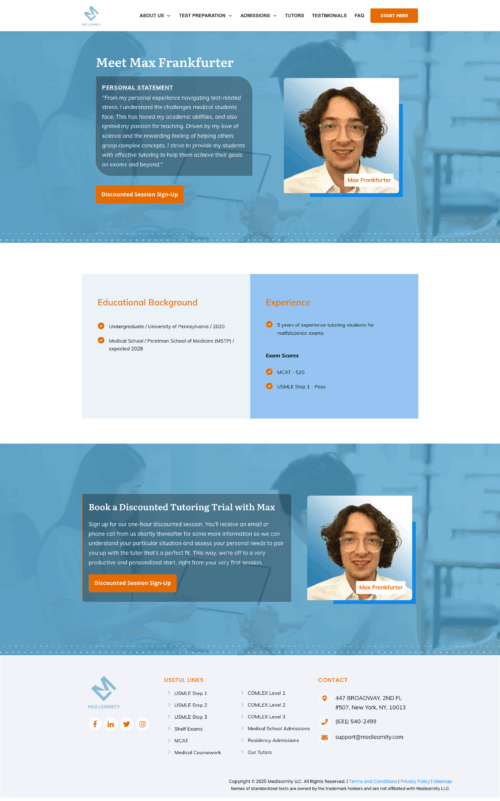 MEDLEARNITY
ABOUT US
TEST PREPARATION
ADMISSIONS
TUTORS
TESTIMONIALS
FAQ
START HERE
Meet Max Frankfurter
PERSONAL STATEMENT
"From my personal experience navigating test-related
stress, I understand the challenges medical students
face. This has honed my academic abilities, and also
ignited my passion for teaching. Driven by my love of
science and the rewarding feeling of helping others
grasp complex concepts, I strive to provide my students
with effective tutoring to help them achieve their goals
on exams and beyond."
Max Frankfurter
Discounted Session Sign-Up
Educational Background
Undergraduate / University of Pennsylvania / 2020
Medical School / Perelman School of Medicine (MSTP) /
expected 2028
Experience
5 years of experience tutoring students for
math/science exams
Exam Scores
MCAT - 525
USMLE Step 1 - Pass
Book a Discounted Tutoring Trial with Max
Sign up for our one-hour discounted session. You'll receive an email or
phone call from us shortly thereafter for some more information so we can
understand your particular situation and assess your personal needs to pair
you up with the tutor that's a perfect fit. This way, we're off to a very
productive and personalized start, right from your very first session.
Discounted Session Sign-Up
Max Frankfurter
MEDLEARNITY
USEFUL LINKS
USMLE Step 1
USMLE Step 2
USMLE Step 3
Shelf Exams
MCAT
Medical Coursework
COMLEX Level 1
COMLEX Level 2
COMLEX Level 3
Medical School Admissions
Residency Admissions
Our Tutors
CONTACT
447 BROADWAY, 2ND FL
#507, New York, NY, 10013
(631) 540-2499
support@medlearnity.com
Copyright © 2025 Medlearnity LLC. All Rights Reserved. | Terms and Conditions | Privacy Policy | Sitemap
Names of standardized tests are owned by the trademark holders and are not affiliated with Medlearnity LLC.